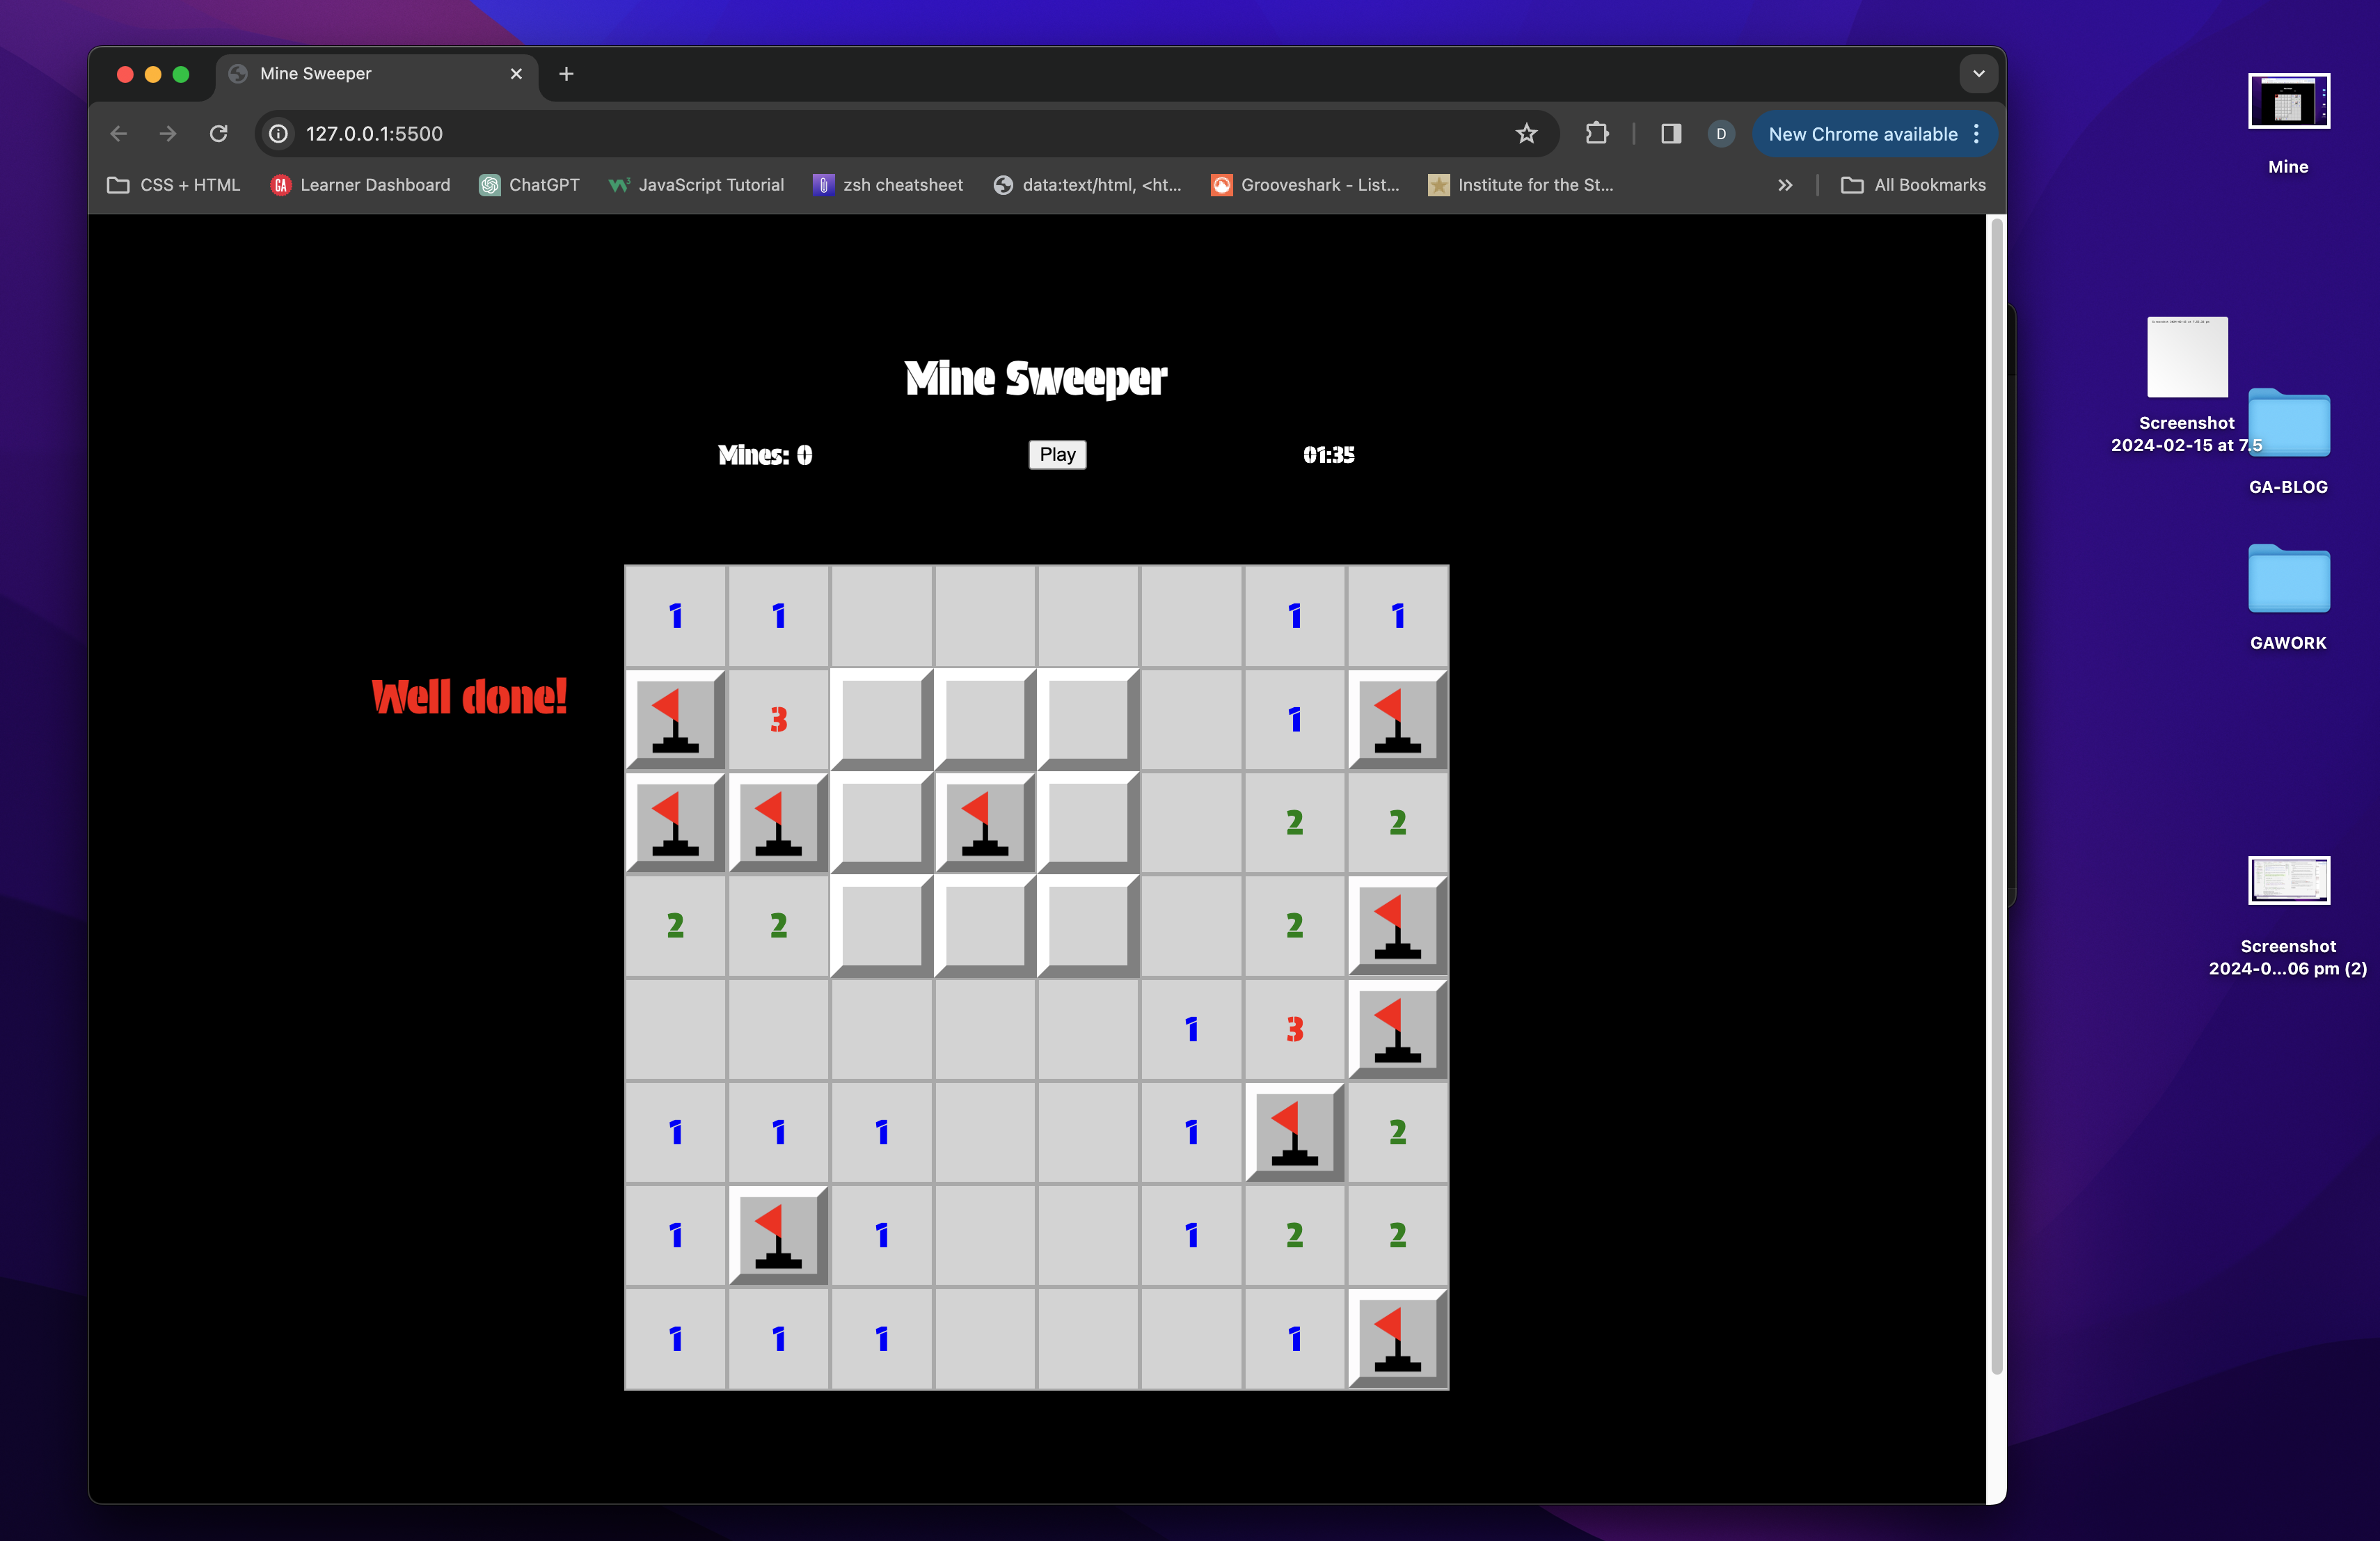 Mine Sweeper
127.0.0.1:5500
D
New Chrome available
CSS + HTML
GA Learner Dashboard
ChatGPT
JavaScript Tutorial
zsh cheatsheet
data:text/html, <ht...
Grooveshark - List...
Institute for the St...
All Bookmarks
Mine Sweeper
Mines: 0
Play
01:35
Well done!
1 1 1 1
3 1
2 2
2 2 2
1 3
1 1 1 1 2
1 1 1 2 2
1 1 1 1
Mine
Screenshot
2024-02-15 at 7.5
GA-BLOG
GAWORK
Screenshot
2024-0...06 pm (2)